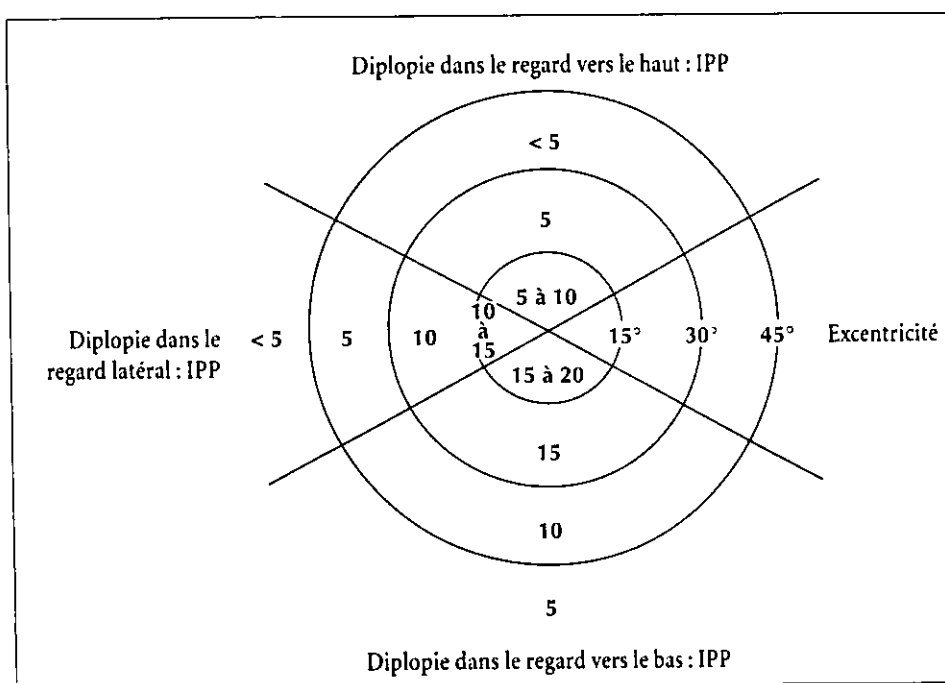 Diplopie dans le regard vers le haut : IPP
< 5
5
5 à 10
10
à
15
Diplopie dans le
regard latéral : IPP
< 5
5
10
15°
30°
45°
Excentricité
15 à 20
15
10
5
Diplopie dans le regard vers le bas : IPP